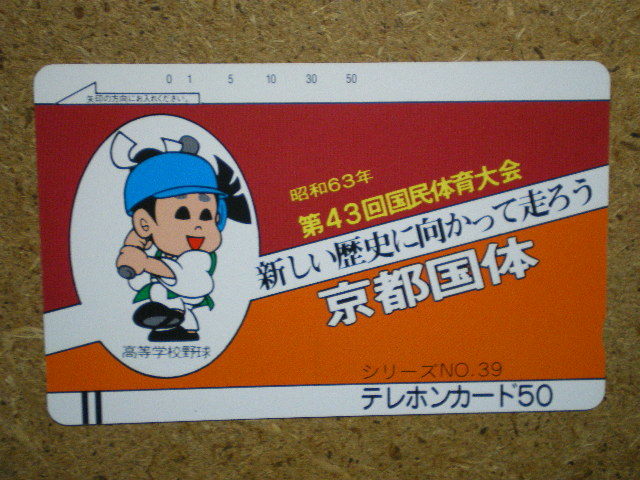 0 1 5 10 30 50
矢印の方向にお入れください。
昭和63年
第43回国民体育大会
新しい歴史に向かって走ろう
京都国体
高等学校野球
シリーズNO.39
テレホンカード50